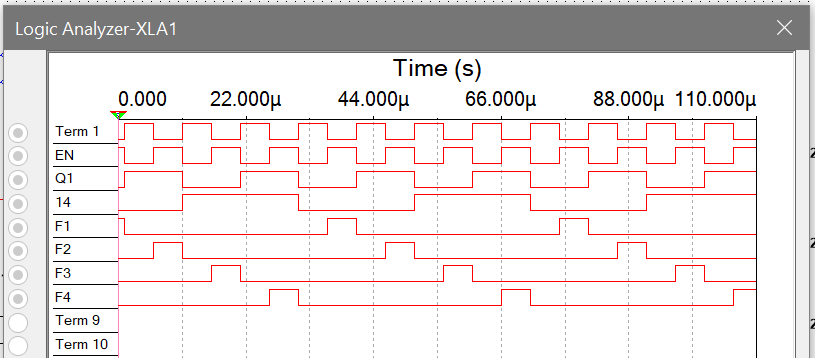 Logic Analyzer-XLA1
Time (s)
0.000 22.000µ 44.000µ 66.000µ 88.000µ 110.000µ
Term 1
EN
Q1
14
F1
F2
F3
F4
Term 9
Term 10